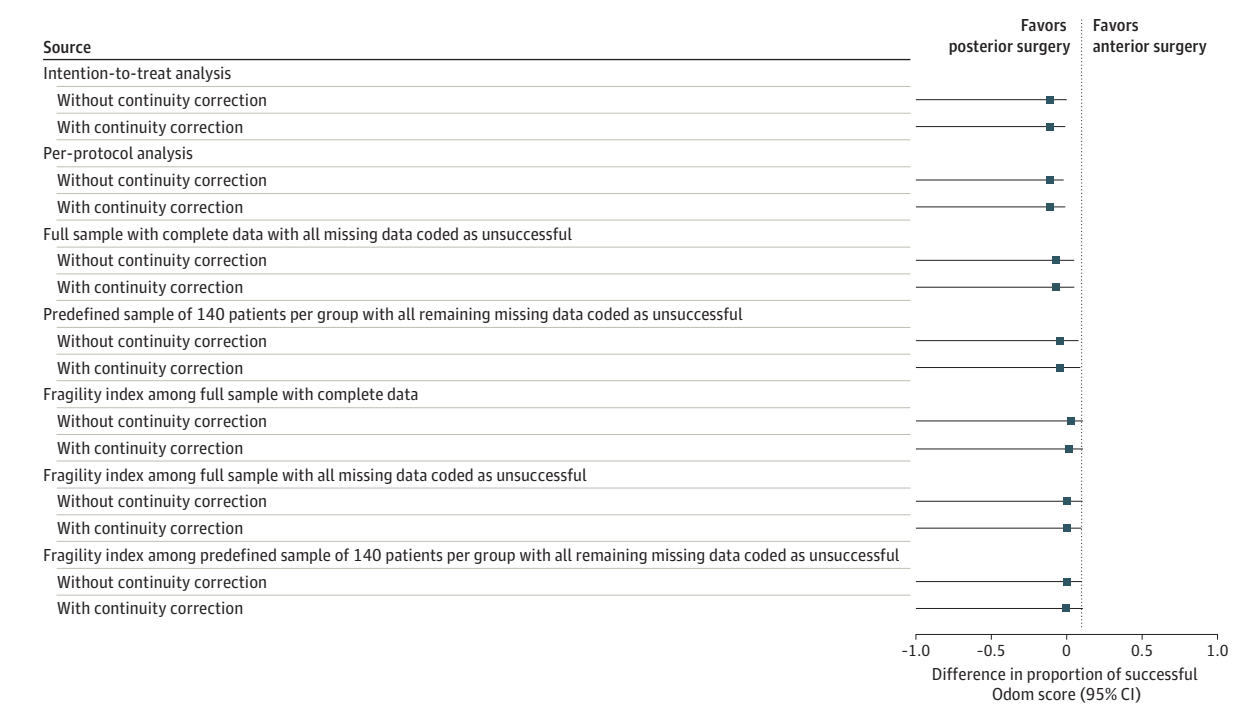 Favors
posterior surgery
Favors
anterior surgery
Source
Intention-to-treat analysis
Without continuity correction
With continuity correction
Per-protocol analysis
Without continuity correction
With continuity correction
Full sample with complete data with all missing data coded as unsuccessful
Without continuity correction
With continuity correction
Predefined sample of 140 patients per group with all remaining missing data coded as unsuccessful
Without continuity correction
With continuity correction
Fragility index among full sample with complete data
Without continuity correction
With continuity correction
Fragility index among full sample with all missing data coded as unsuccessful
Without continuity correction
With continuity correction
Fragility index among predefined sample of 140 patients per group with all remaining missing data coded as unsuccessful
Without continuity correction
With continuity correction
-1.0 -0.5 0 0.5 1.0
Difference in proportion of successful
Odom score (95% CI)